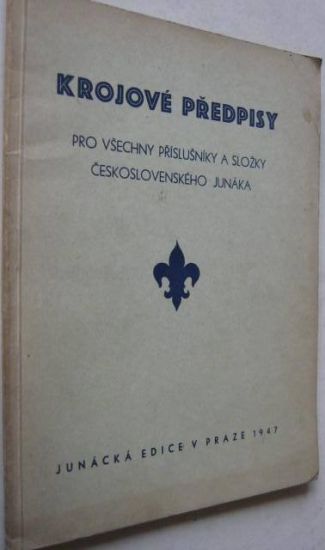 KROJOVÉ PŘEDPISY
PRO VŠECHNY PŘÍSLUŠNÍKY A SLOŽKY
ČESKOSLOVENSKÉHO JUNÁKA
JUNÁCKÁ EDICE V PRAZE 1947